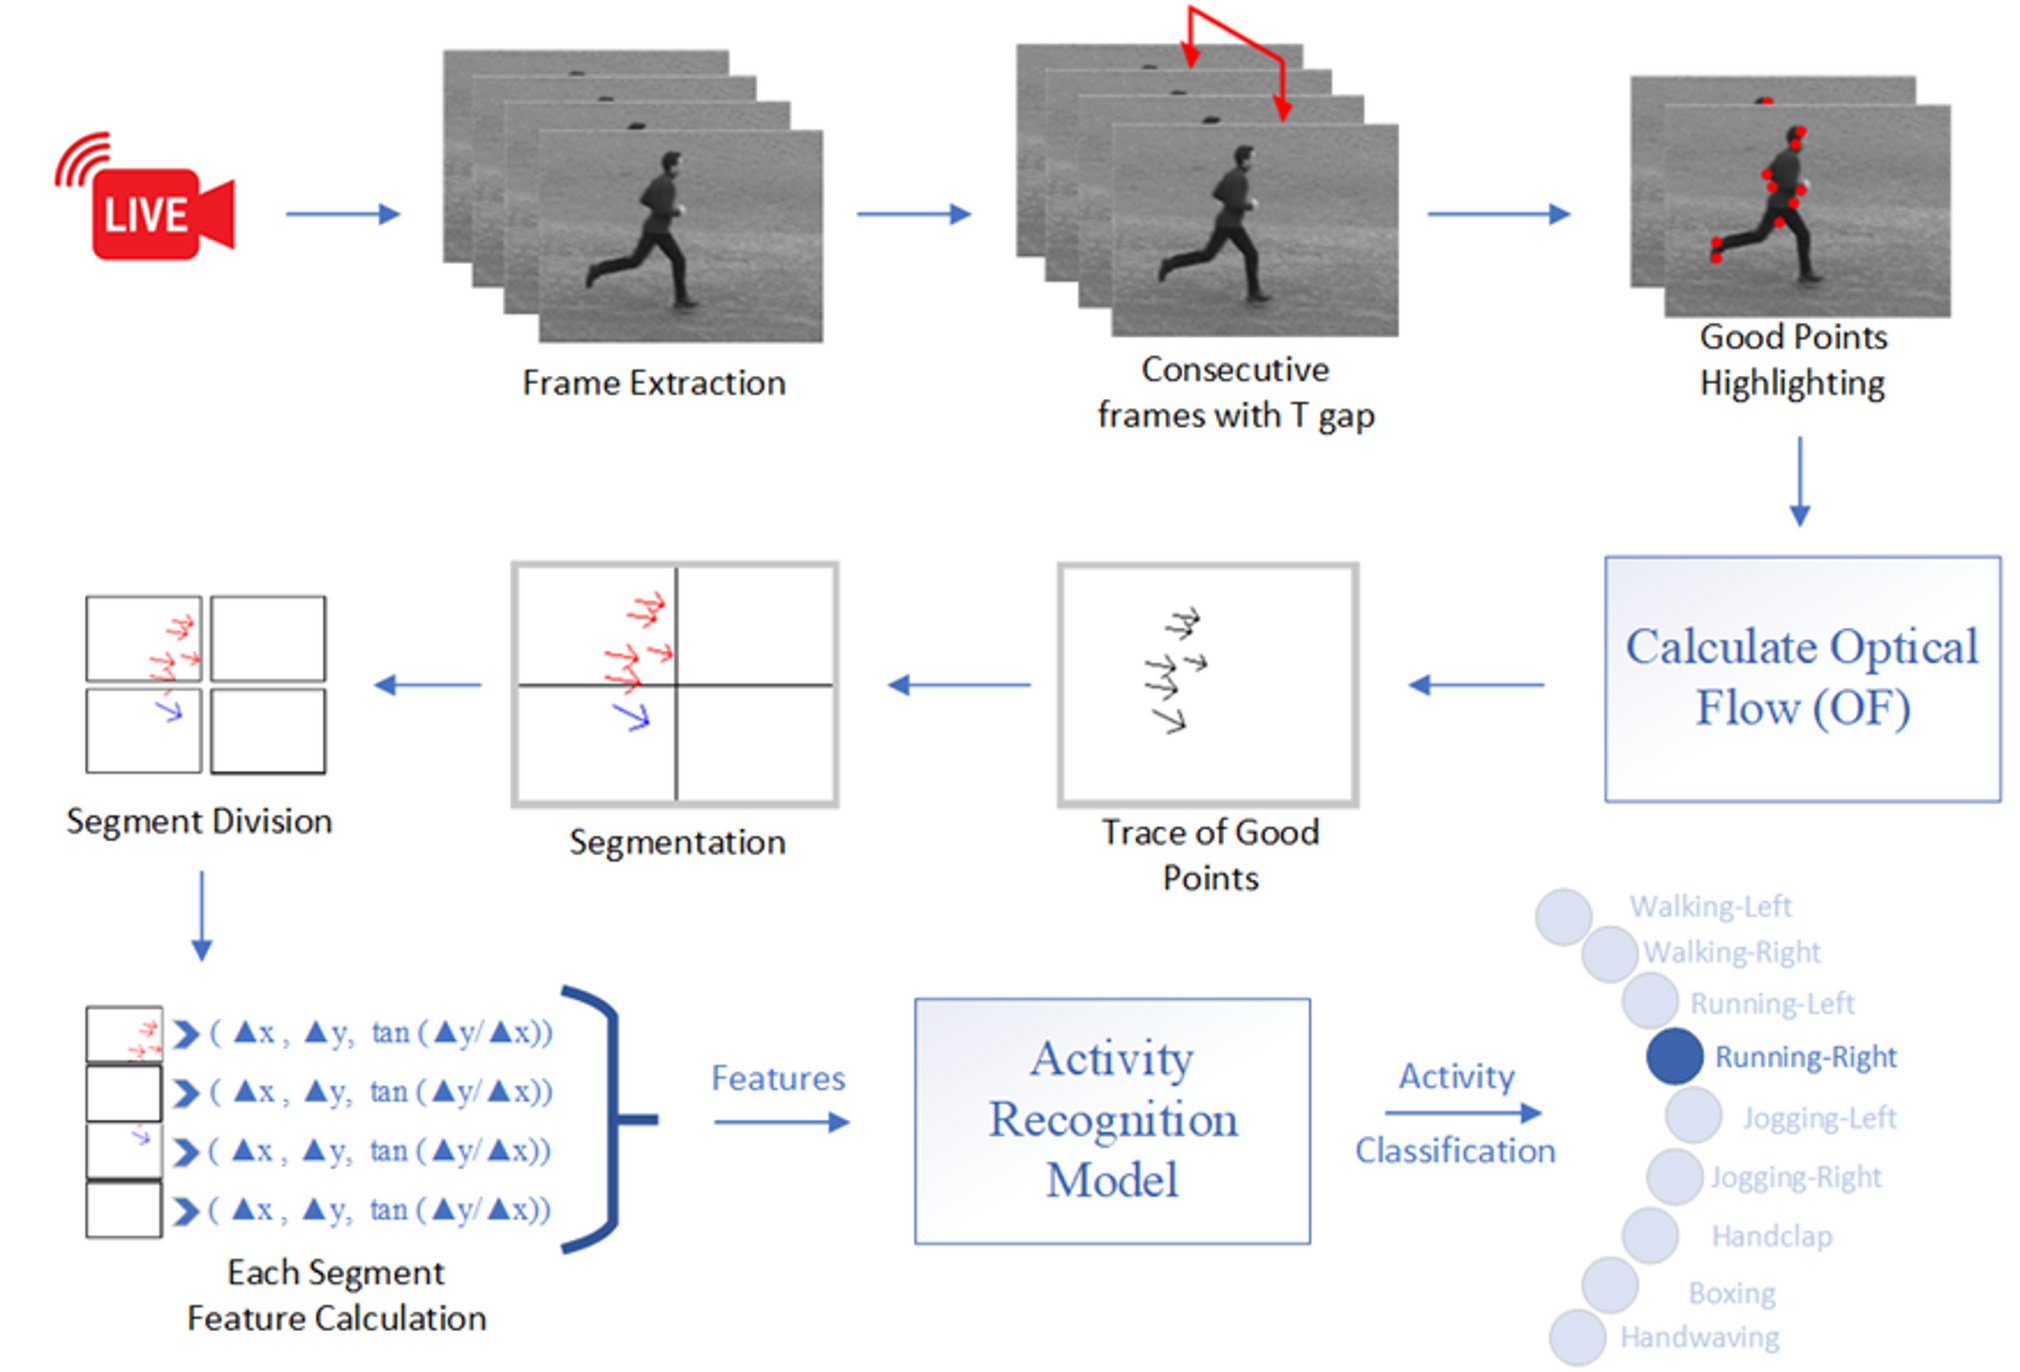 LIVE
Frame Extraction
Consecutive
frames with T gap
Good Points
Highlighting
Calculate Optical
Flow (OF)
Trace of Good
Points
Segmentation
Segment Division
( ▲x , ▲y, tan (▲y/▲x))
( ▲x , ▲y, tan (▲y/▲x))
( ▲x , ▲y, tan (▲y/▲x))
( ▲x , ▲y, tan (▲y/▲x))
Each Segment
Feature Calculation
Features
Activity
Recognition
Model
Activity
Classification
Walking-Left
Walking-Right
Running-Left
Running-Right
Jogging-Left
Jogging-Right
Handclap
Boxing
Handwaving